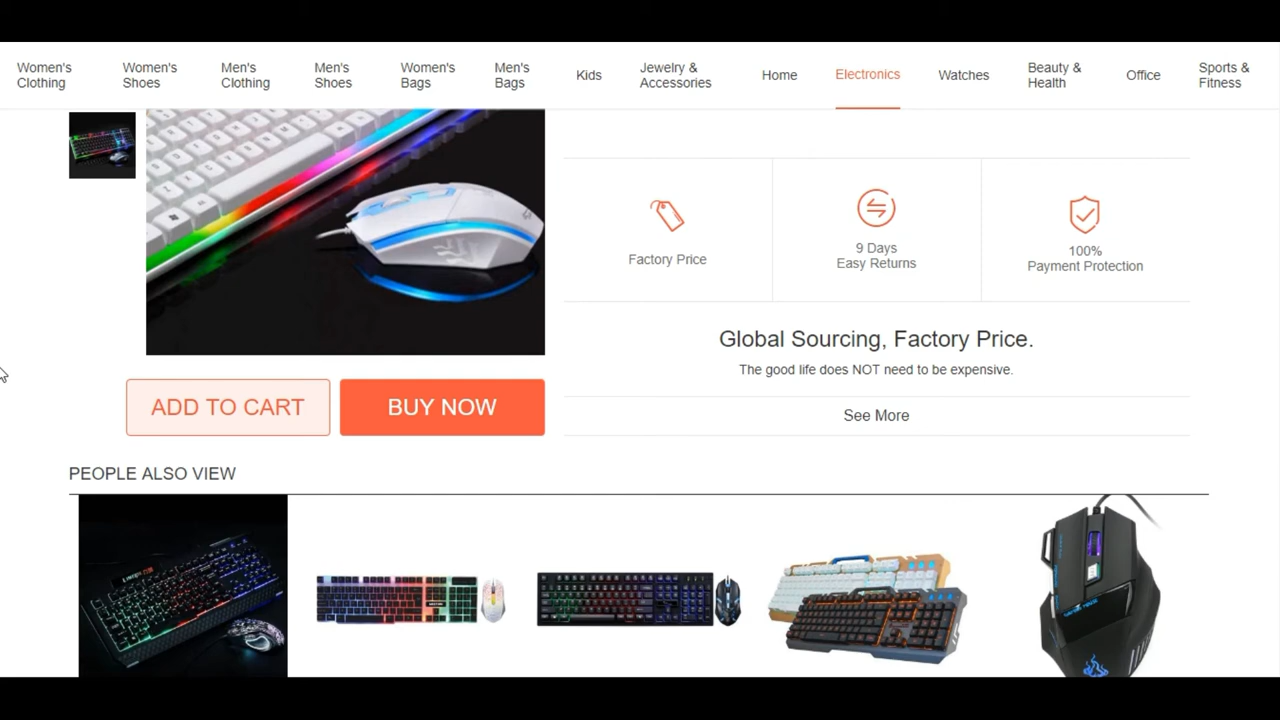 Women's
Clothing
Women's
Shoes
Men's
Clothing
Men's
Shoes
Women's
Bags
Men's
Bags
Kids
Jewelry &
Accessories
Home
Electronics
Watches
Beauty &
Health
Office
Sports &
Fitness
Factory Price
9 Days
Easy Returns
100%
Payment Protection
Global Sourcing, Factory Price.
The good life does NOT need to be expensive.
See More
ADD TO CART
BUY NOW
PEOPLE ALSO VIEW